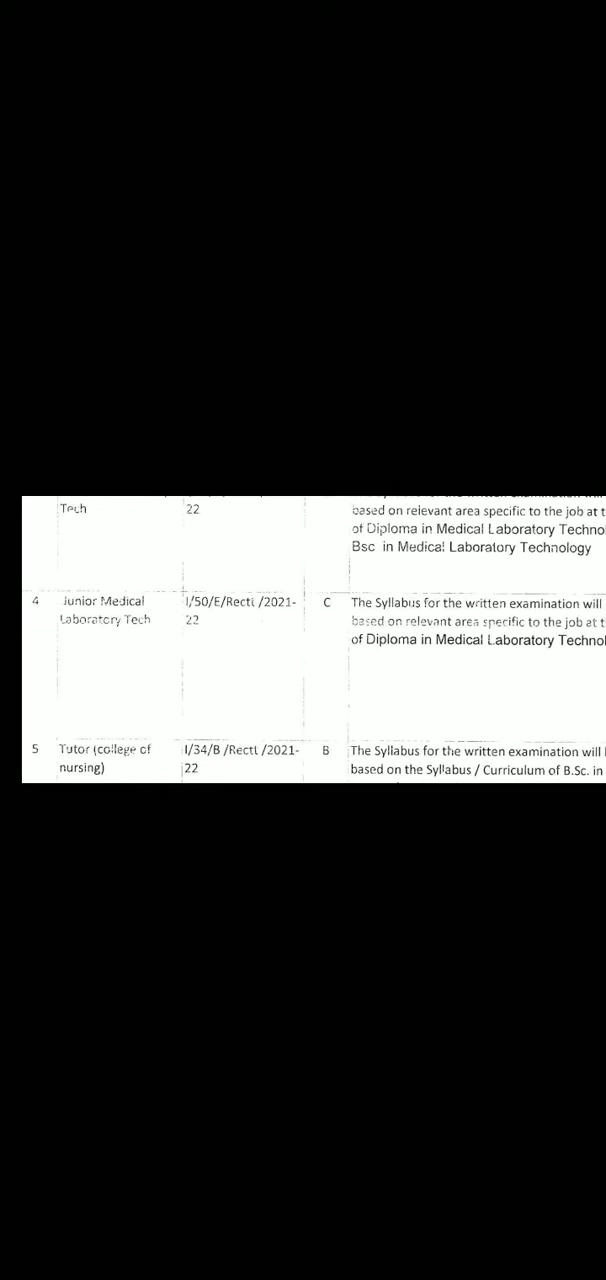 Tech 22 based on relevant area specific to the job at t
of Diploma in Medical Laboratory Techno
Bsc in Medical Laboratory Technology
4 Junior Medical I/50/E/Rectt /2021- C The Syllabus for the written examination will
Laboratory Tech 22 based on relevant area specific to the job at t
of Diploma in Medical Laboratory Technol
5 Tutor (college of I/34/B /Rectt /2021- B The Syllabus for the written examination will
nursing) 22 based on the Syllabus / Curriculum of B.Sc. in